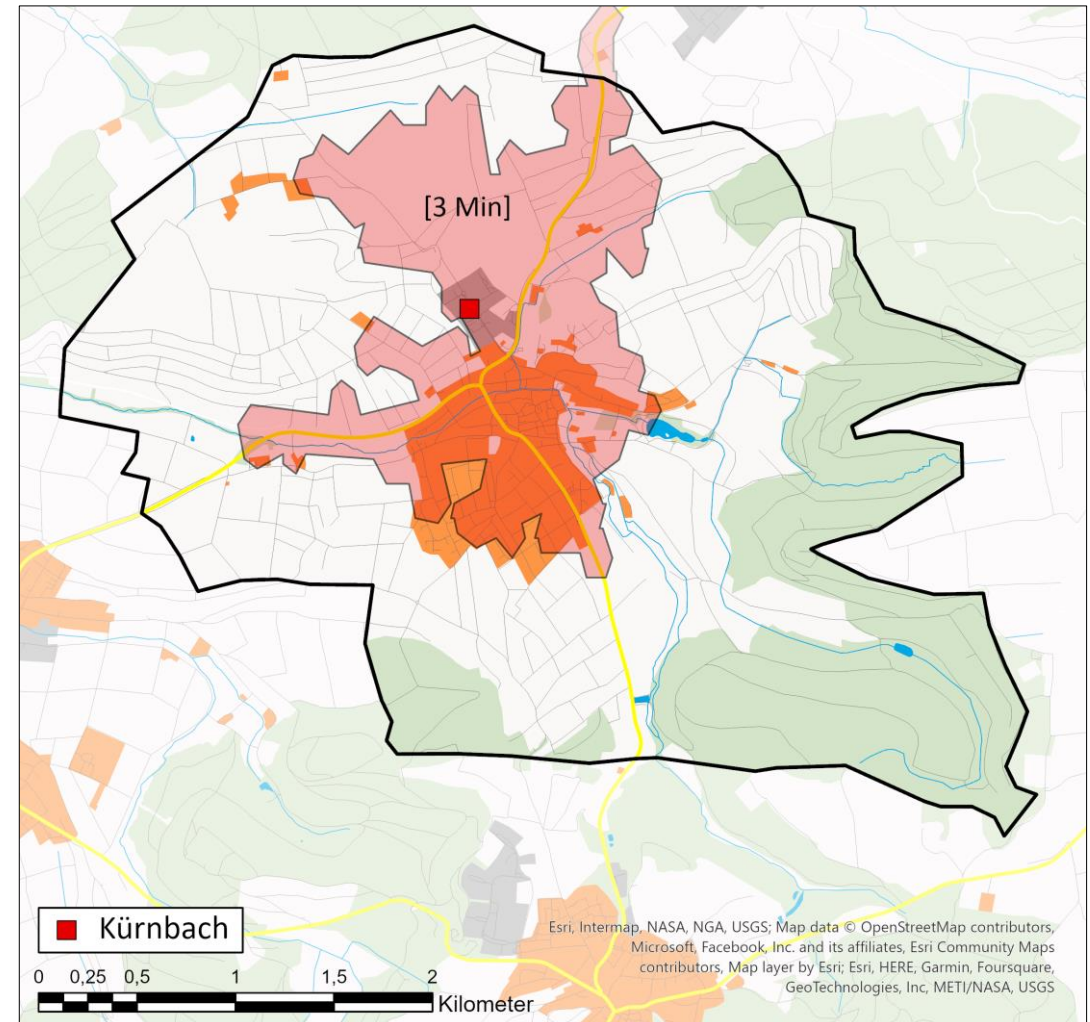 [3 Min]
Kürnbach
Esri, Intermap, NASA, NGA, USGS; Map data © OpenStreetMap contributors,
Microsoft, Facebook, Inc. and its affiliates, Esri Community Maps
contributors, Map layer by Esri; Esri, HERE, Garmin, Foursquare,
GeoTechnologies, Inc, METI/NASA, USGS
0 0,25 0,5 1 1,5 2
Kilometer